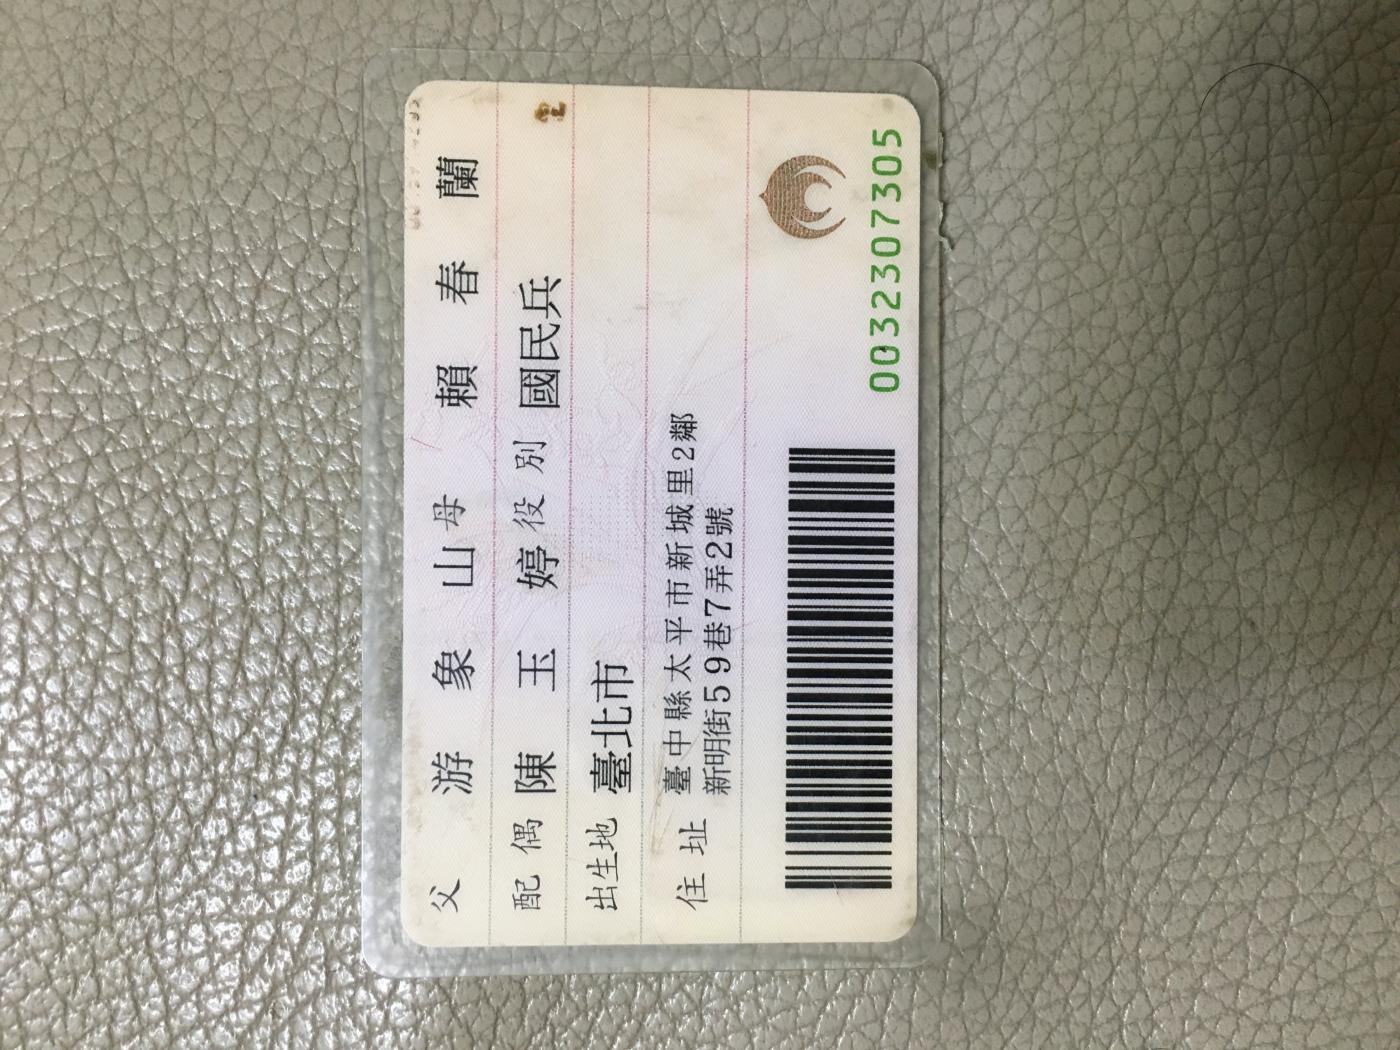 父 游象山 母 賴春蘭
配偶 陳玉婷 役別 國民兵
出生地 臺北市
住址 臺中縣太平市新城里2鄰
新明街59巷7弄2號
0032307305